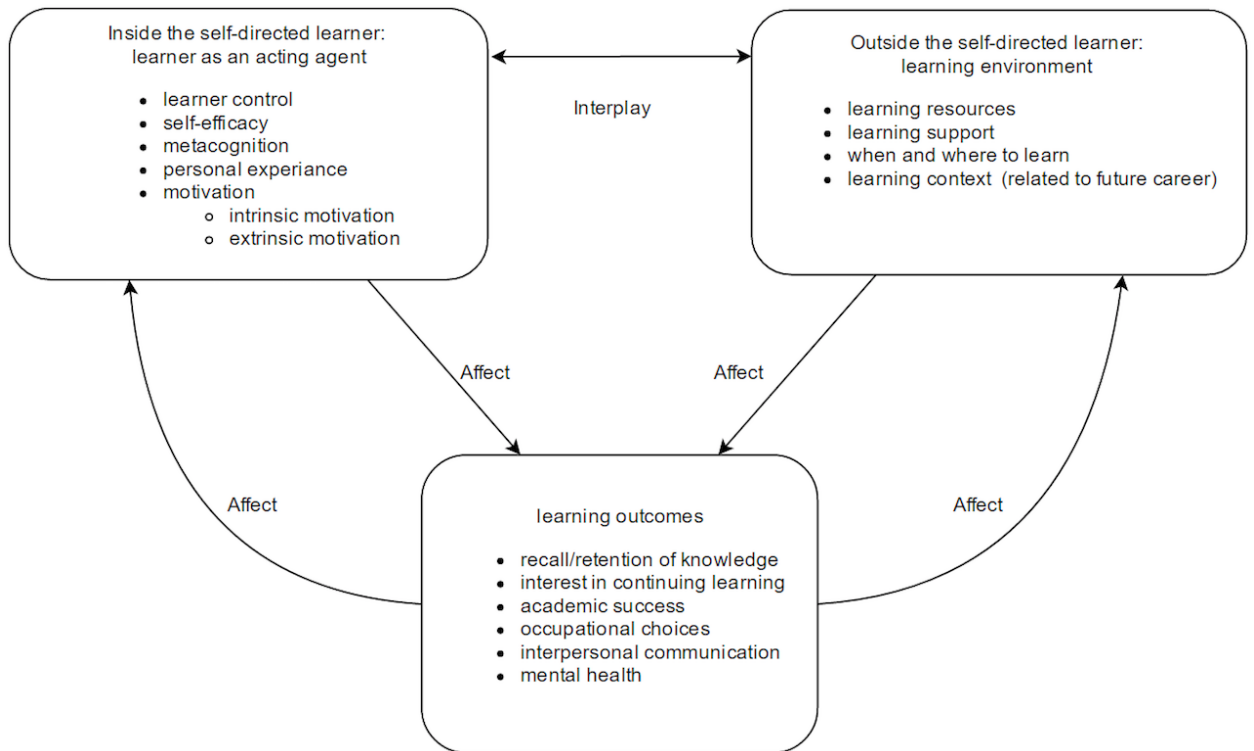 Inside the self-directed learner:
learner as an acting agent
• learner control
• self-efficacy
• metacognition
• personal experiance
• motivation
○ intrinsic motivation
○ extrinsic motivation
Interplay
Outside the self-directed learner:
learning environment
• learning resources
• learning support
• when and where to learn
• learning context (related to future career)
Affect
Affect
Affect
Affect
learning outcomes
• recall/retention of knowledge
• interest in continuing learning
• academic success
• occupational choices
• interpersonal communication
• mental health